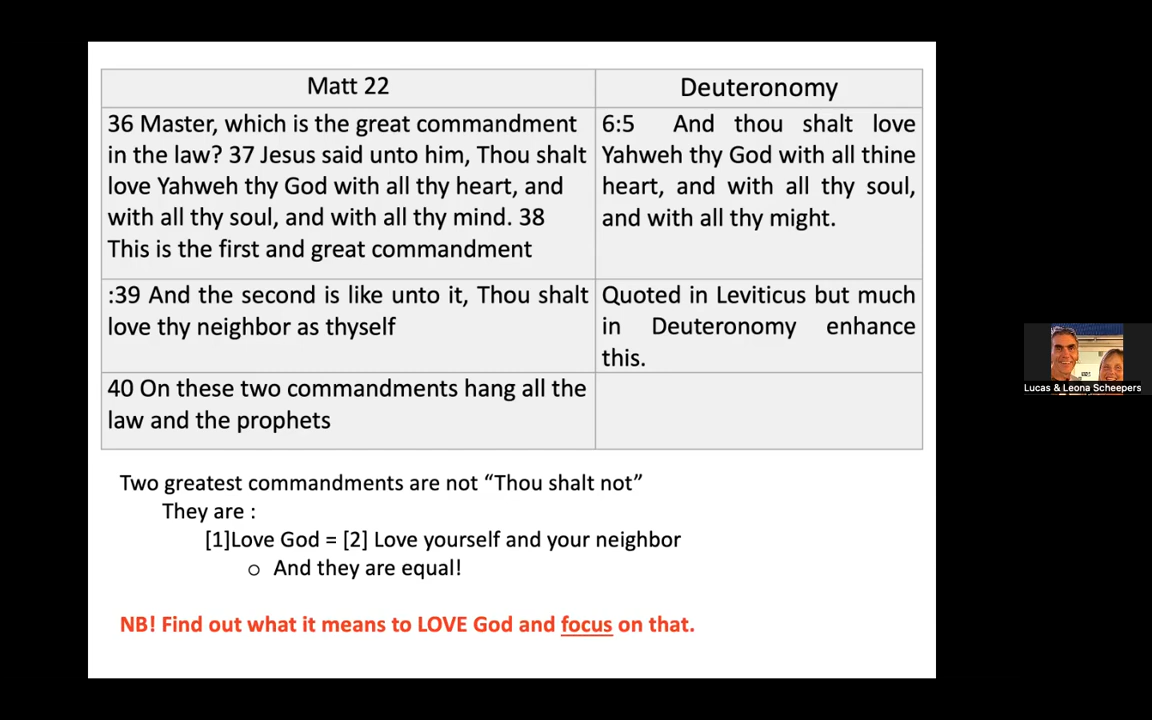 Matt 22
Deuteronomy
36 Master, which is the great commandment
in the law? 37 Jesus said unto him, Thou shalt
love Yahweh thy God with all thy heart, and
with all thy soul, and with all thy mind. 38
This is the first and great commandment
6:5 And thou shalt love
Yahweh thy God with all thine
heart, and with all thy soul,
and with all thy might.
:39 And the second is like unto it, Thou shalt
love thy neighbor as thyself
Quoted in Leviticus but much
in Deuteronomy enhance
this.
40 On these two commandments hang all the
law and the prophets
Two greatest commandments are not “Thou shalt not”
They are :
[1]Love God = [2] Love yourself and your neighbor
o And they are equal!
NB! Find out what it means to LOVE God and focus on that.
Lucas & Leona Scheepers